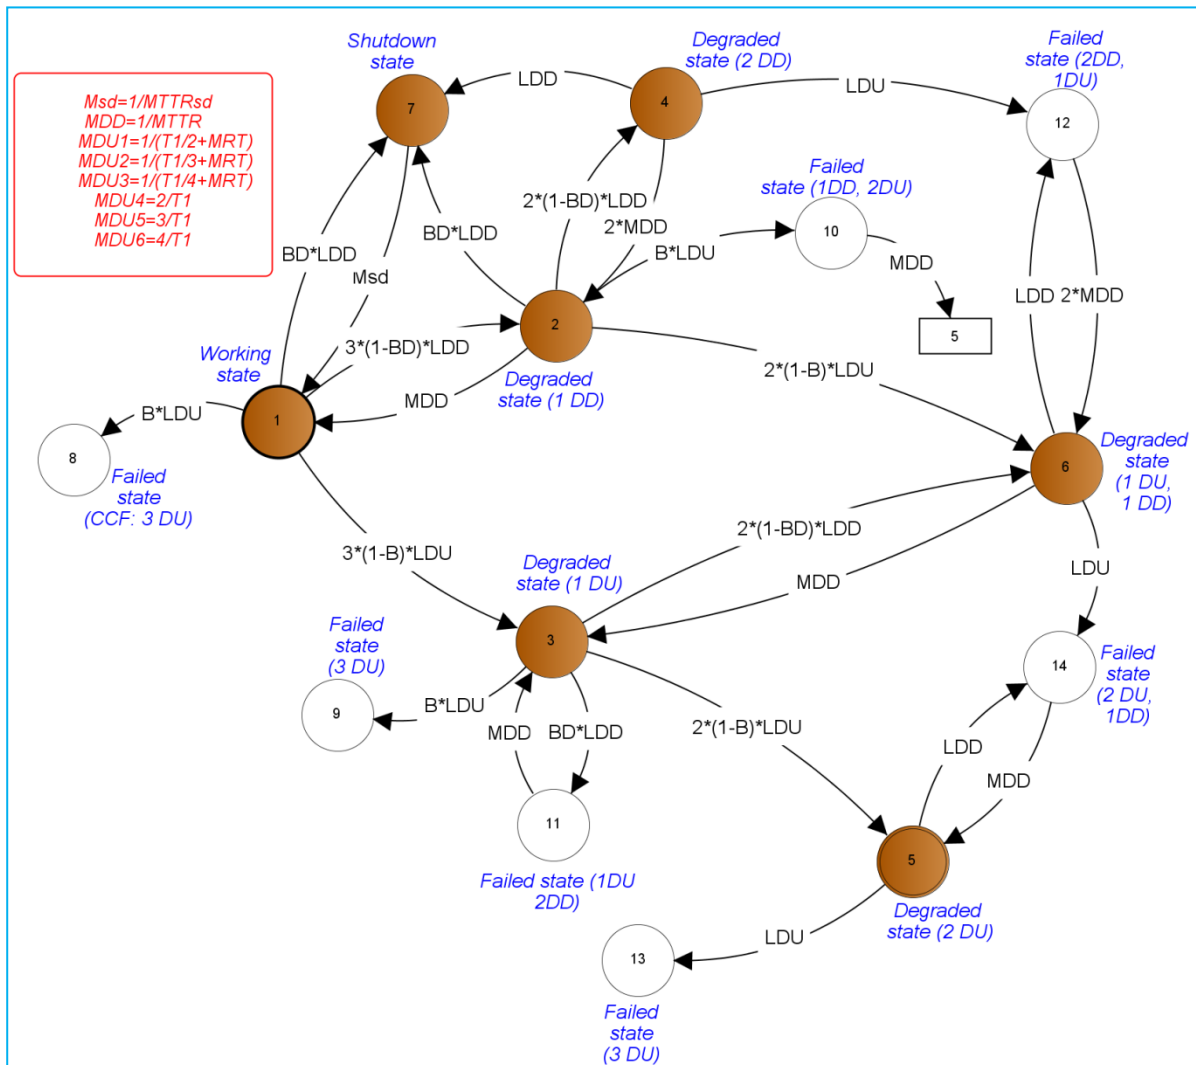 Shutdown
state
Degraded
state (2 DD)
Failed
state (2DD,
1DU)
Msd=1/MTTRsd
MDD=1/MTTR
MDU1=1/(T1/2+MRT)
MDU2=1/(T1/3+MRT)
MDU3=1/(T1/4+MRT)
MDU4=2/T1
MDU5=3/T1
MDU6=4/T1
7
LDD
4
LDU
12
Failed
state (1DD, 2DU)
2*(1-BD)*LDD
2*MDD
BD*LDD
BD*LDD
Msd
B*LDU
10
MDD
LDD
2*MDD
5
2
3*(1-BD)*LDD
Working
state
Degraded
state (1 DD)
2*(1-B)*LDU
MDD
B*LDU
1
8
Failed
state
(CCF: 3 DU)
6
Degraded
state
(1 DU,
1 DD)
3*(1-B)*LDU
2*(1-BD)*LDD
Degraded
state (1 DU)
MDD
LDU
3
Failed
state
(3 DU)
9
B*LDU
MDD
BD*LDD
2*(1-B)*LDU
14
Failed
state
(2 DU,
1DD)
LDD
MDD
11
Failed state (1DU
2DD)
5
Degraded
state (2 DU)
LDU
13
Failed
state
(3 DU)